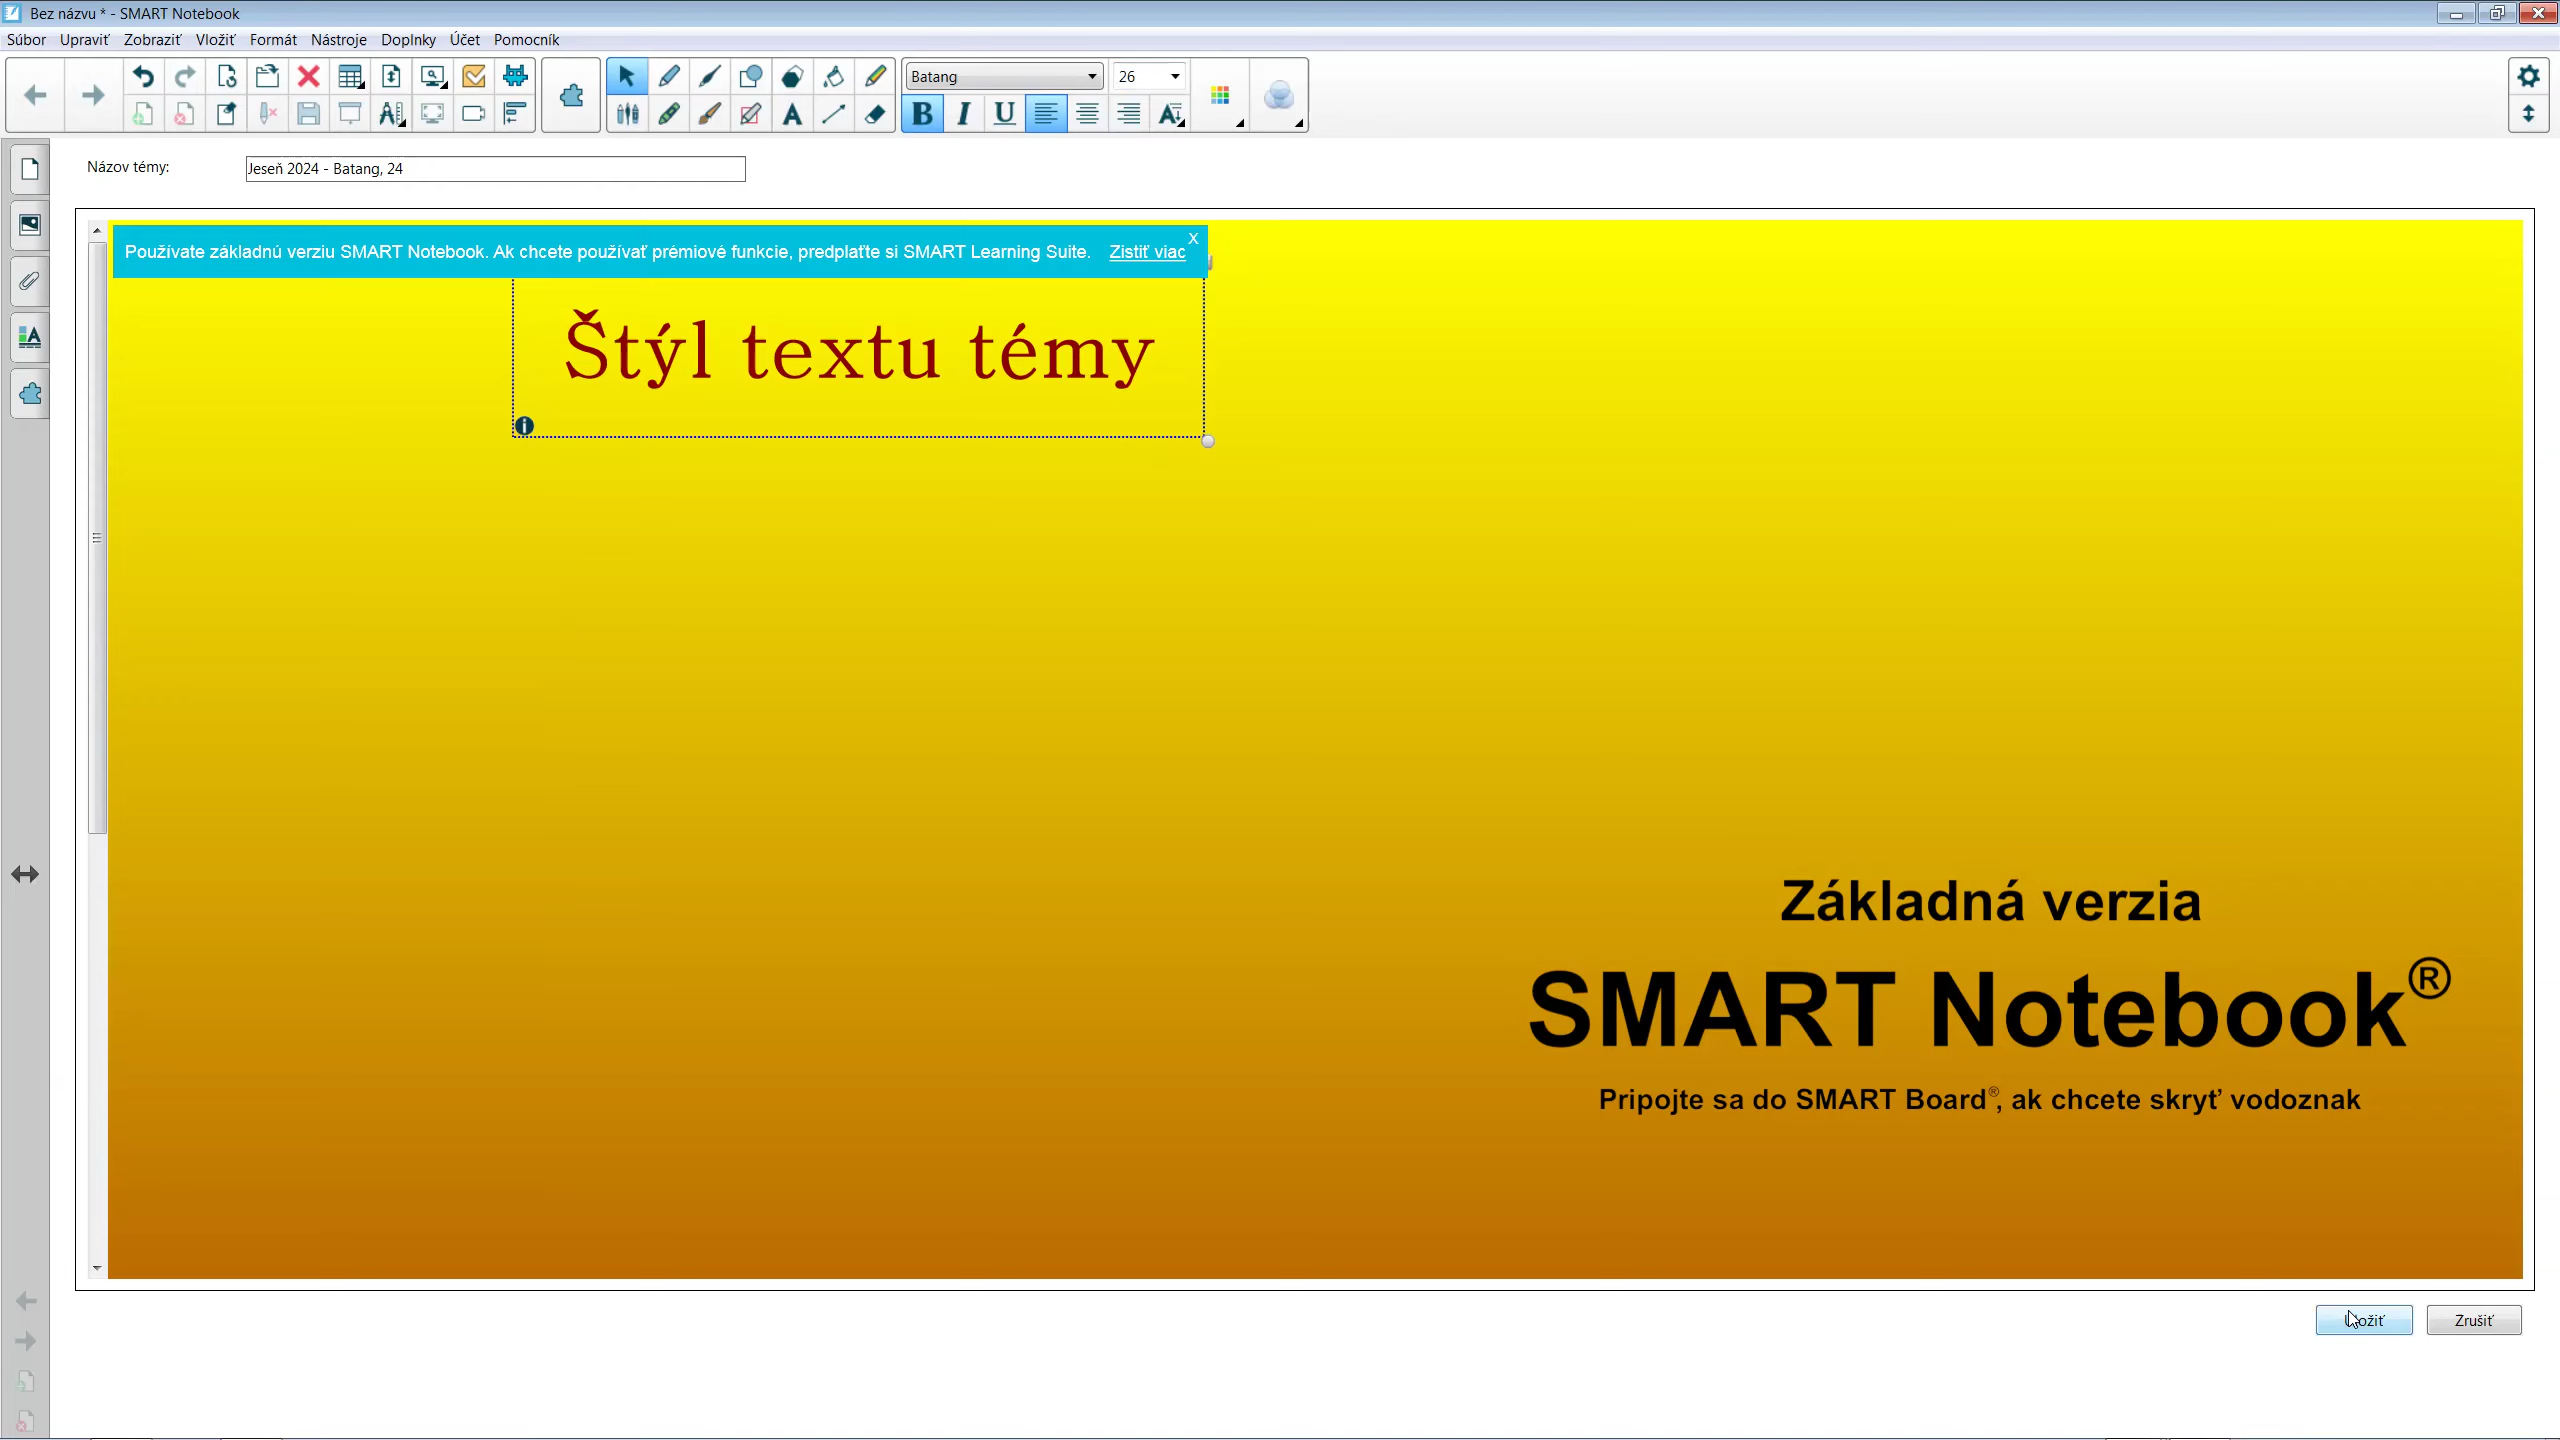 Bez názvu * - SMART Notebook
Súbor Upraviť Zobraziť Vložiť Formát Nástroje Doplnky Účet Pomocník
Batang 26
B I U
Názov témy: Jeseň 2024 - Batang, 24
Používate základnú verziu SMART Notebook. Ak chcete používať prémiové funkcie, predplaťte si SMART Learning Suite. Zistiť viac X
Štýl textu témy
Základná verzia
SMART Notebook®
Pripojte sa do SMART Board®, ak chcete skryť vodoznak
Zrušiť